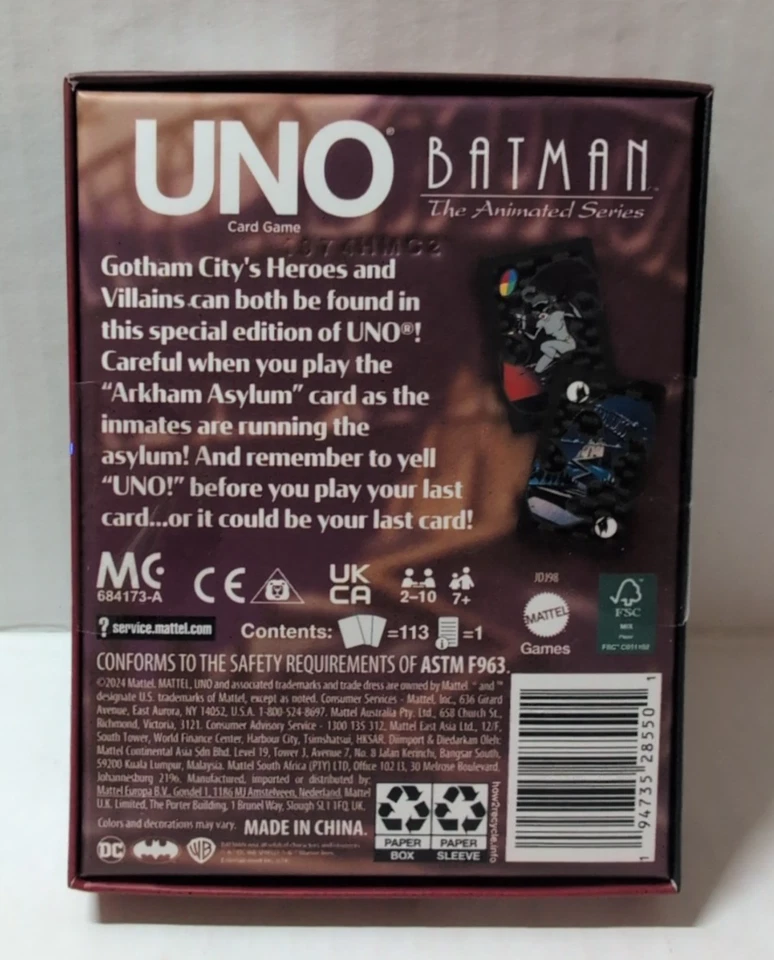 UNO®
Card Game
BATMAN
The Animated Series
Gotham City's Heroes and
Villains can both be found in
this special edition of UNO®!
Careful when you play the
“Arkham Asylum” card as the
inmates are running the
asylum! And remember to yell
“UNO!” before you play your last
card...or it could be your last card!
MC
684173-A
CE
UK
CA
2–10
7+
JDJ98
MATTEL
Games
FSC
MIX
Paper
? service.mattel.com
Contents: =113 =1
CONFORMS TO THE SAFETY REQUIREMENTS OF ASTM F963.
©2024 Mattel. MATTEL, UNO and associated trademarks and trade dress are owned by Mattel. ® and ™
designate U.S. trademarks of Mattel, except as noted. Consumer Services - Mattel, Inc., 636 Girard
Avenue, East Aurora, NY 14052, U.S.A. 1-800-524-8697. Mattel Australia Pty. Ltd., 658 Church St.,
Richmond, Victoria, 3121. Consumer Advisory Service - 1300 135 312. Mattel East Asia Ltd., 12/F,
South Tower, World Finance Center, Harbour City, Tsimshatsui, HKSAR. Diimport & Diedarkan Oleh:
Mattel Continental Asia Sdn Bhd. Level 19, Tower 3, Avenue 7, No. 8 Jalan Kerinchi, Bangsar South,
59200 Kuala Lumpur, Malaysia. Mattel South Africa (PTY) LTD, Office 102 I3, 30 Melrose Boulevard,
Johannesburg 2196. Manufactured, imported or distributed by:
Mattel Europa B.V., Gondel 1, 1186 MJ Amstelveen, Nederland. Mattel
U.K. Limited, The Porter Building, 1 Brunel Way, Slough SL1 1FQ, UK.
Colors and decorations may vary. MADE IN CHINA.
DC
WB
PAPER
BOX
PAPER
SLEEVE
how2recycle.info
1 94735 28550 1